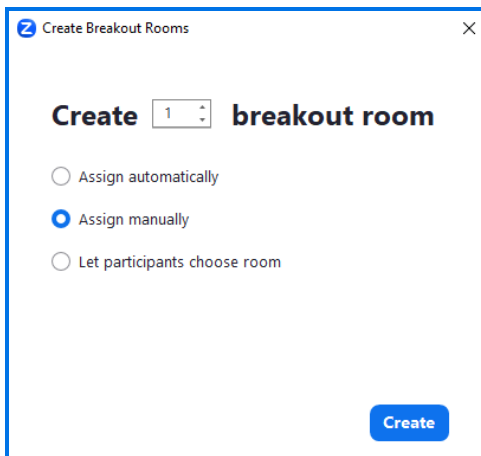 Create Breakout Rooms
Create 1 breakout room
Assign automatically
Assign manually
Let participants choose room
Create